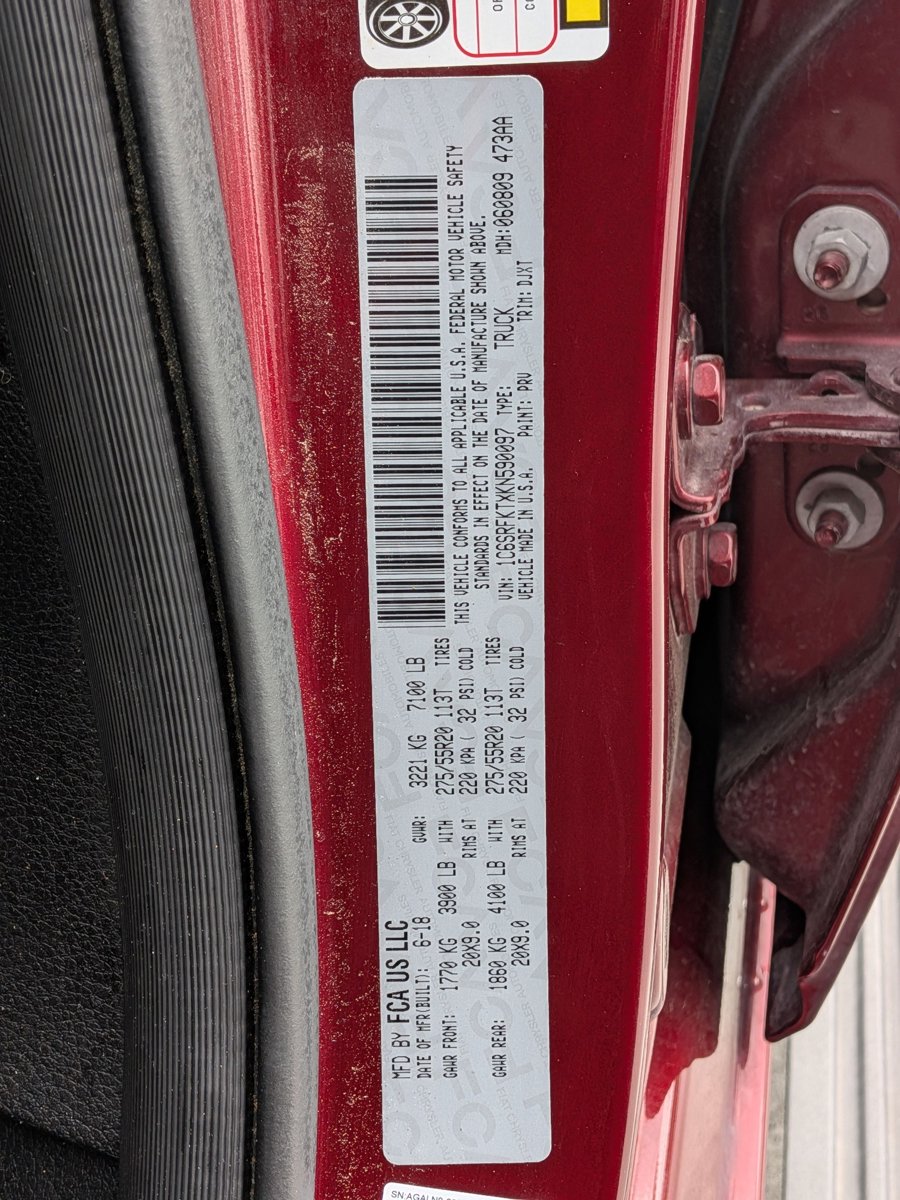 MFD BY FCA US LLC
DATE OF MFR(BUILT): 6-18 GVWR: 3221 KG 7100 LB
GAWR FRONT: 1770 KG 3900 LB WITH 275/55R20 113T TIRES
20X9.0 RIMS AT 220 KPA ( 32 PSI) COLD
GAWR REAR: 1860 KG 4100 LB WITH 275/55R20 113T TIRES
20X9.0 RIMS AT 220 KPA ( 32 PSI) COLD
THIS VEHICLE CONFORMS TO ALL APPLICABLE U.S.A. FEDERAL MOTOR VEHICLE SAFETY
STANDARDS IN EFFECT ON THE DATE OF MANUFACTURE SHOWN ABOVE.
VIN: 1C6SRFKTXKN590097 TYPE: TRUCK MDH:060809 473AA
VEHICLE MADE IN U.S.A. PAINT: PRV TRIM: DJXT